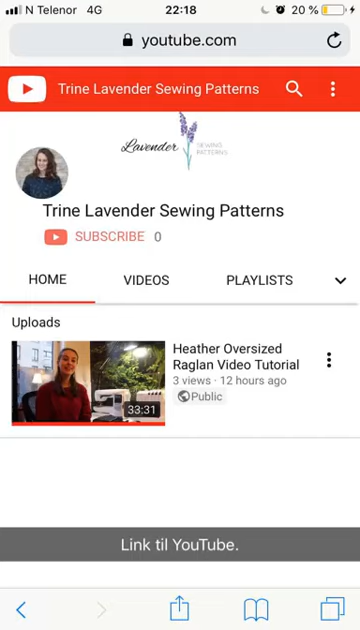 N Telenor 4G 22:18 20 %
youtube.com
Trine Lavender Sewing Patterns
Lavender SEWING PATTERNS
Trine Lavender Sewing Patterns
SUBSCRIBE 0
HOME VIDEOS PLAYLISTS
Uploads
Heather Oversized
Raglan Video Tutorial
3 views · 12 hours ago
Public
33:31
Link til YouTube.